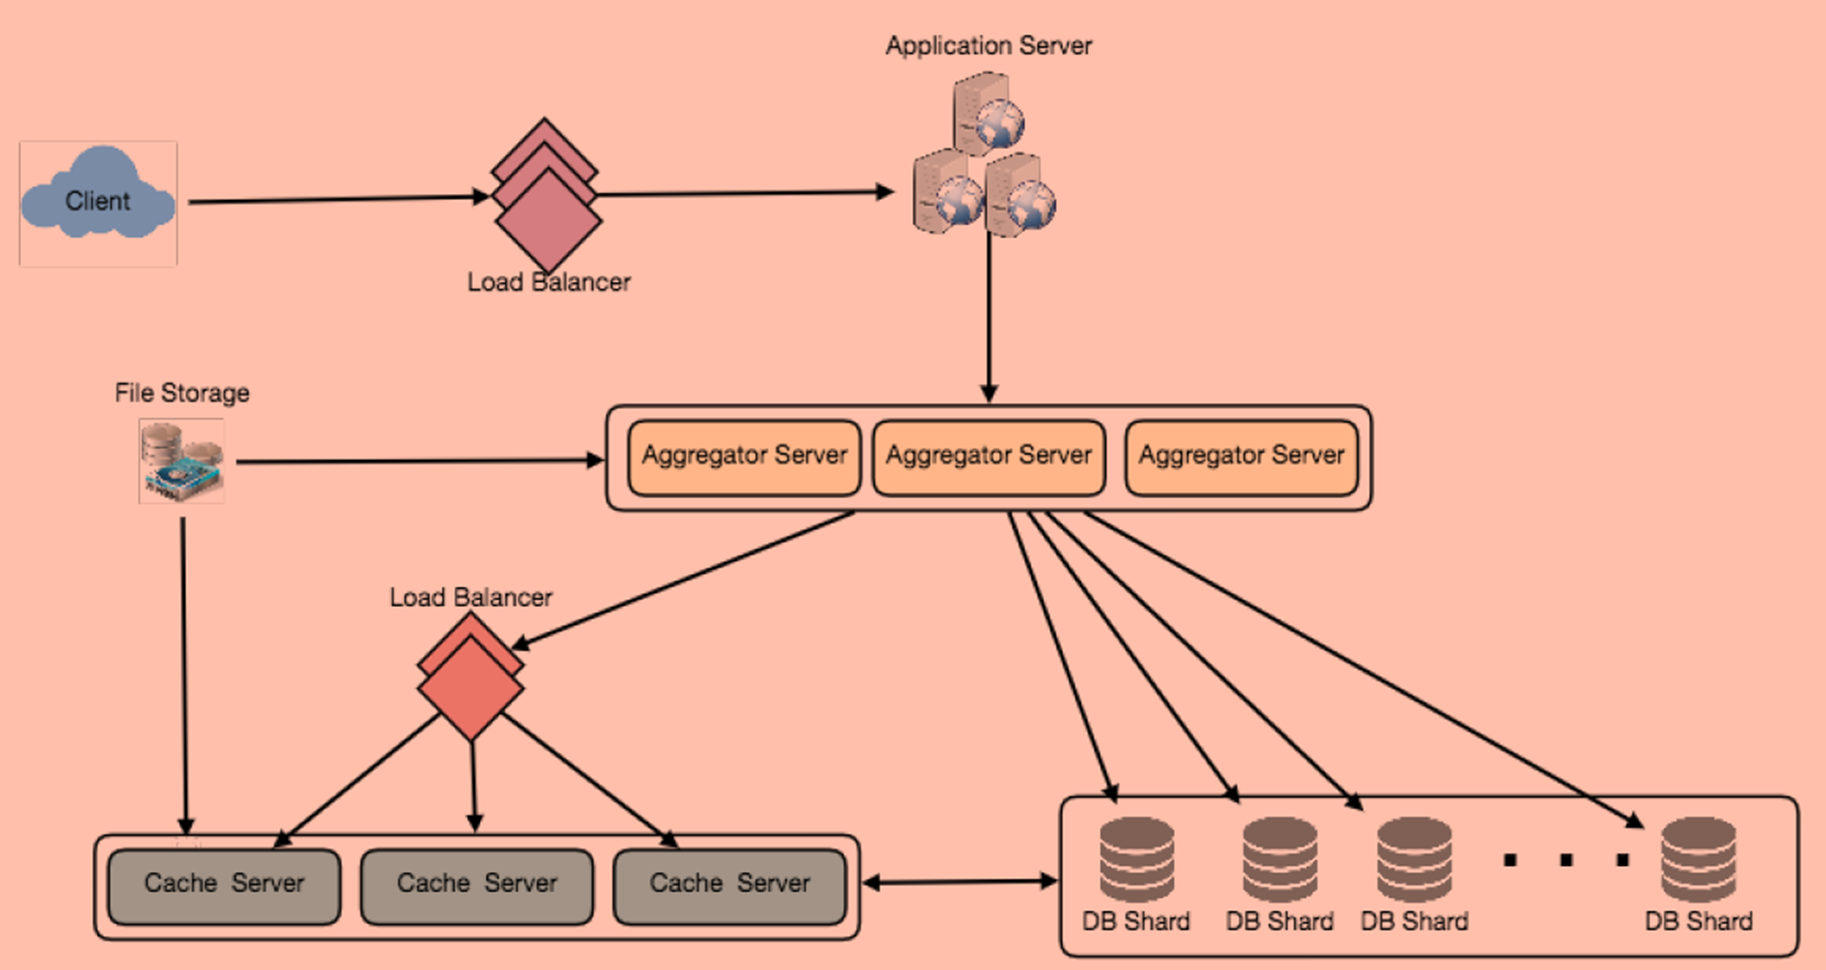 Application Server
Client
Load Balancer
File Storage
Aggregator Server
Aggregator Server
Aggregator Server
Load Balancer
Cache Server
Cache Server
Cache Server
DB Shard
DB Shard
DB Shard
DB Shard